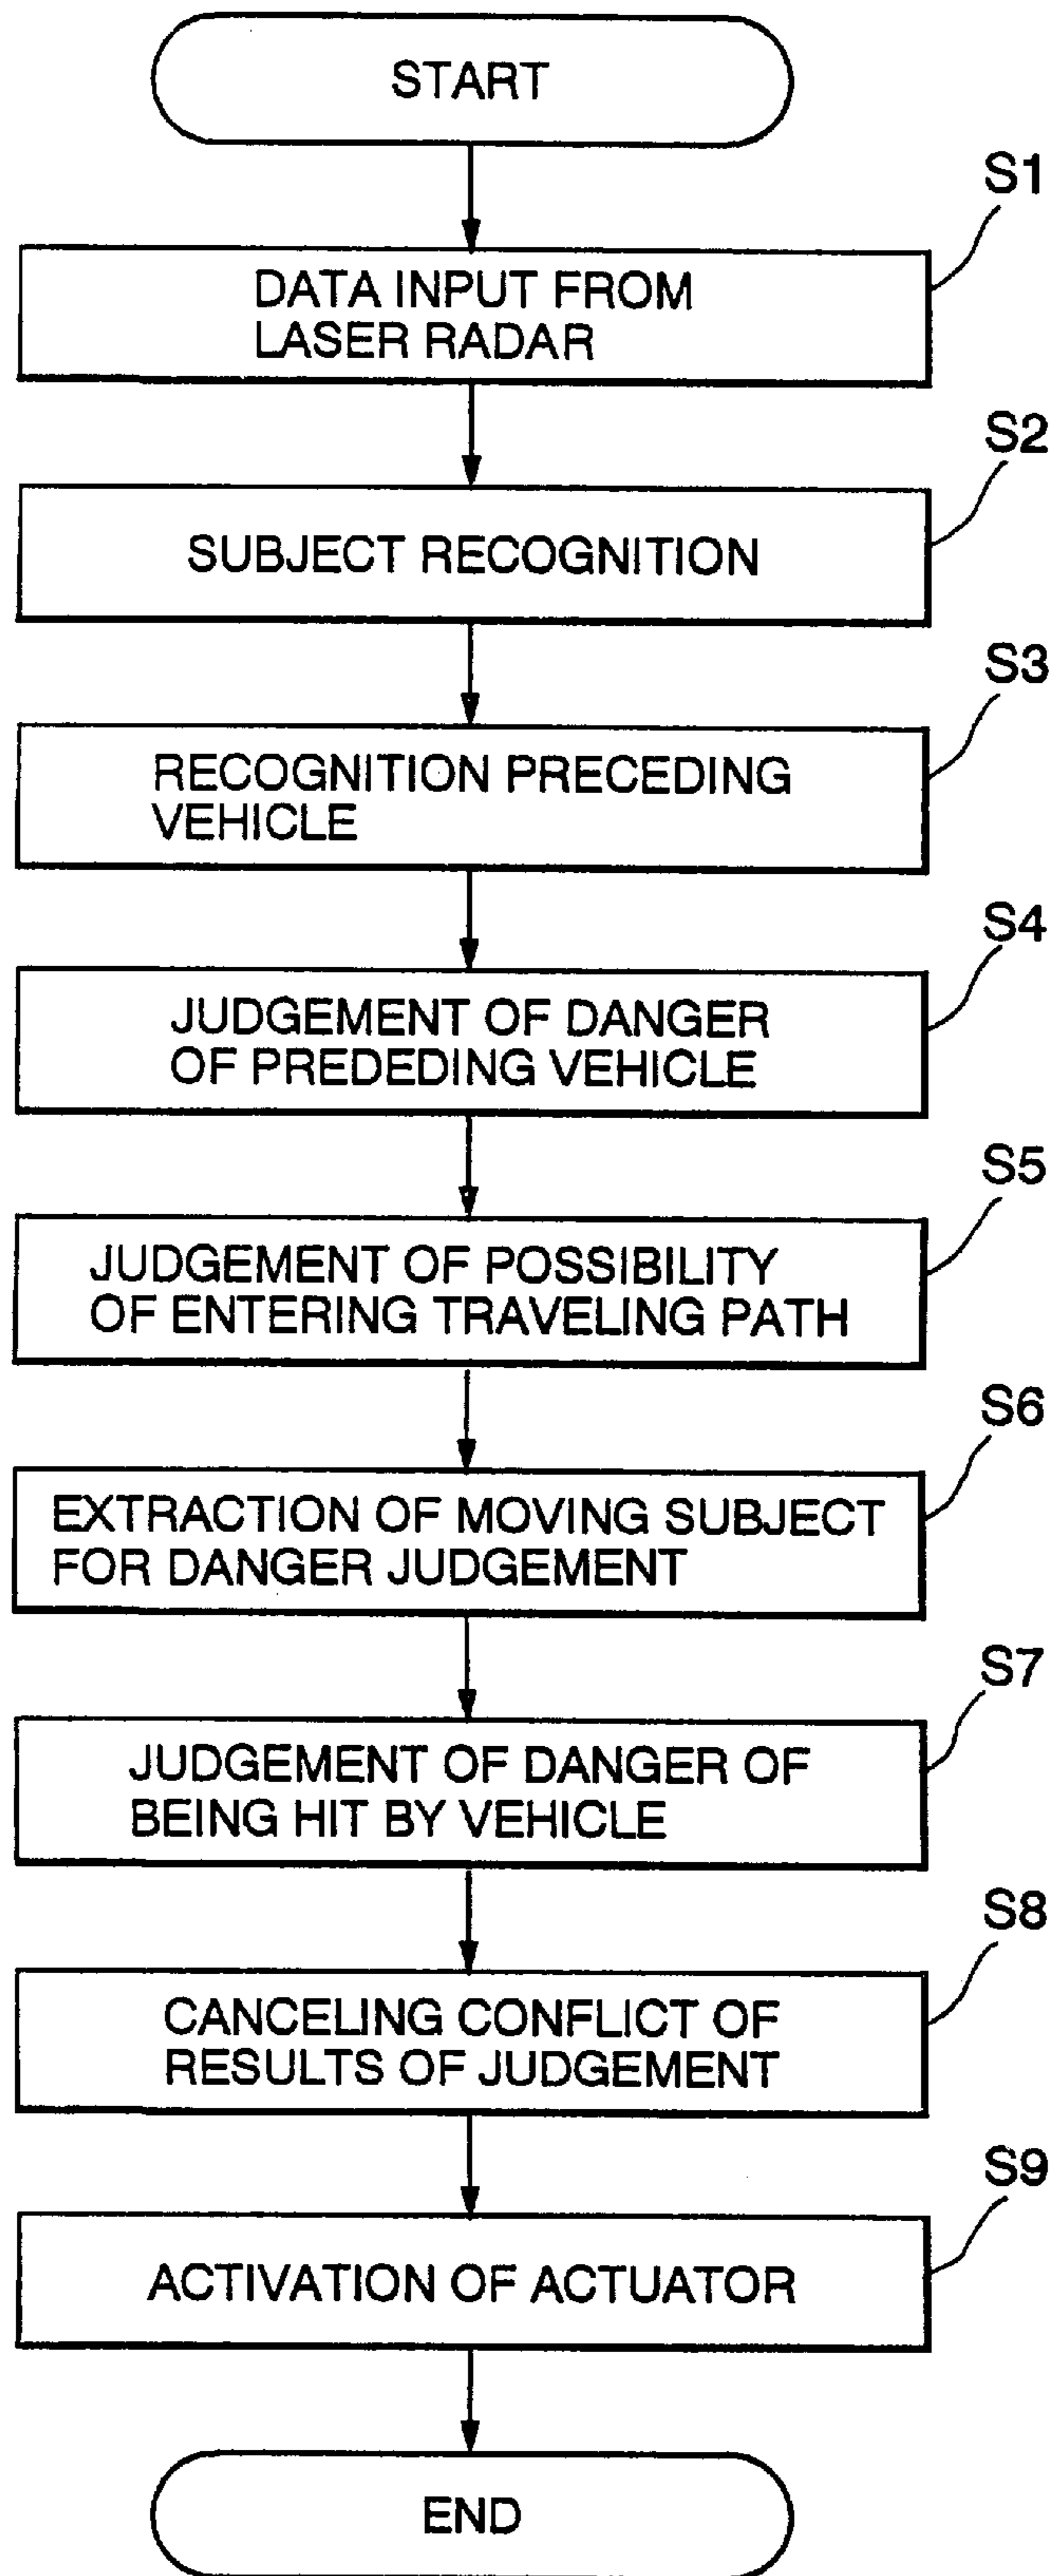 START
S1
DATA INPUT FROM
LASER RADAR
S2
SUBJECT RECOGNITION
S3
RECOGNITION PRECEDING
VEHICLE
S4
JUDGEMENT OF DANGER
OF PREDEDING VEHICLE
S5
JUDGEMENT OF POSSIBILITY
OF ENTERING TRAVELING PATH
S6
EXTRACTION OF MOVING SUBJECT
FOR DANGER JUDGEMENT
S7
JUDGEMENT OF DANGER OF
BEING HIT BY VEHICLE
S8
CANCELING CONFLICT OF
RESULTS OF JUDGEMENT
S9
ACTIVATION OF ACTUATOR
END